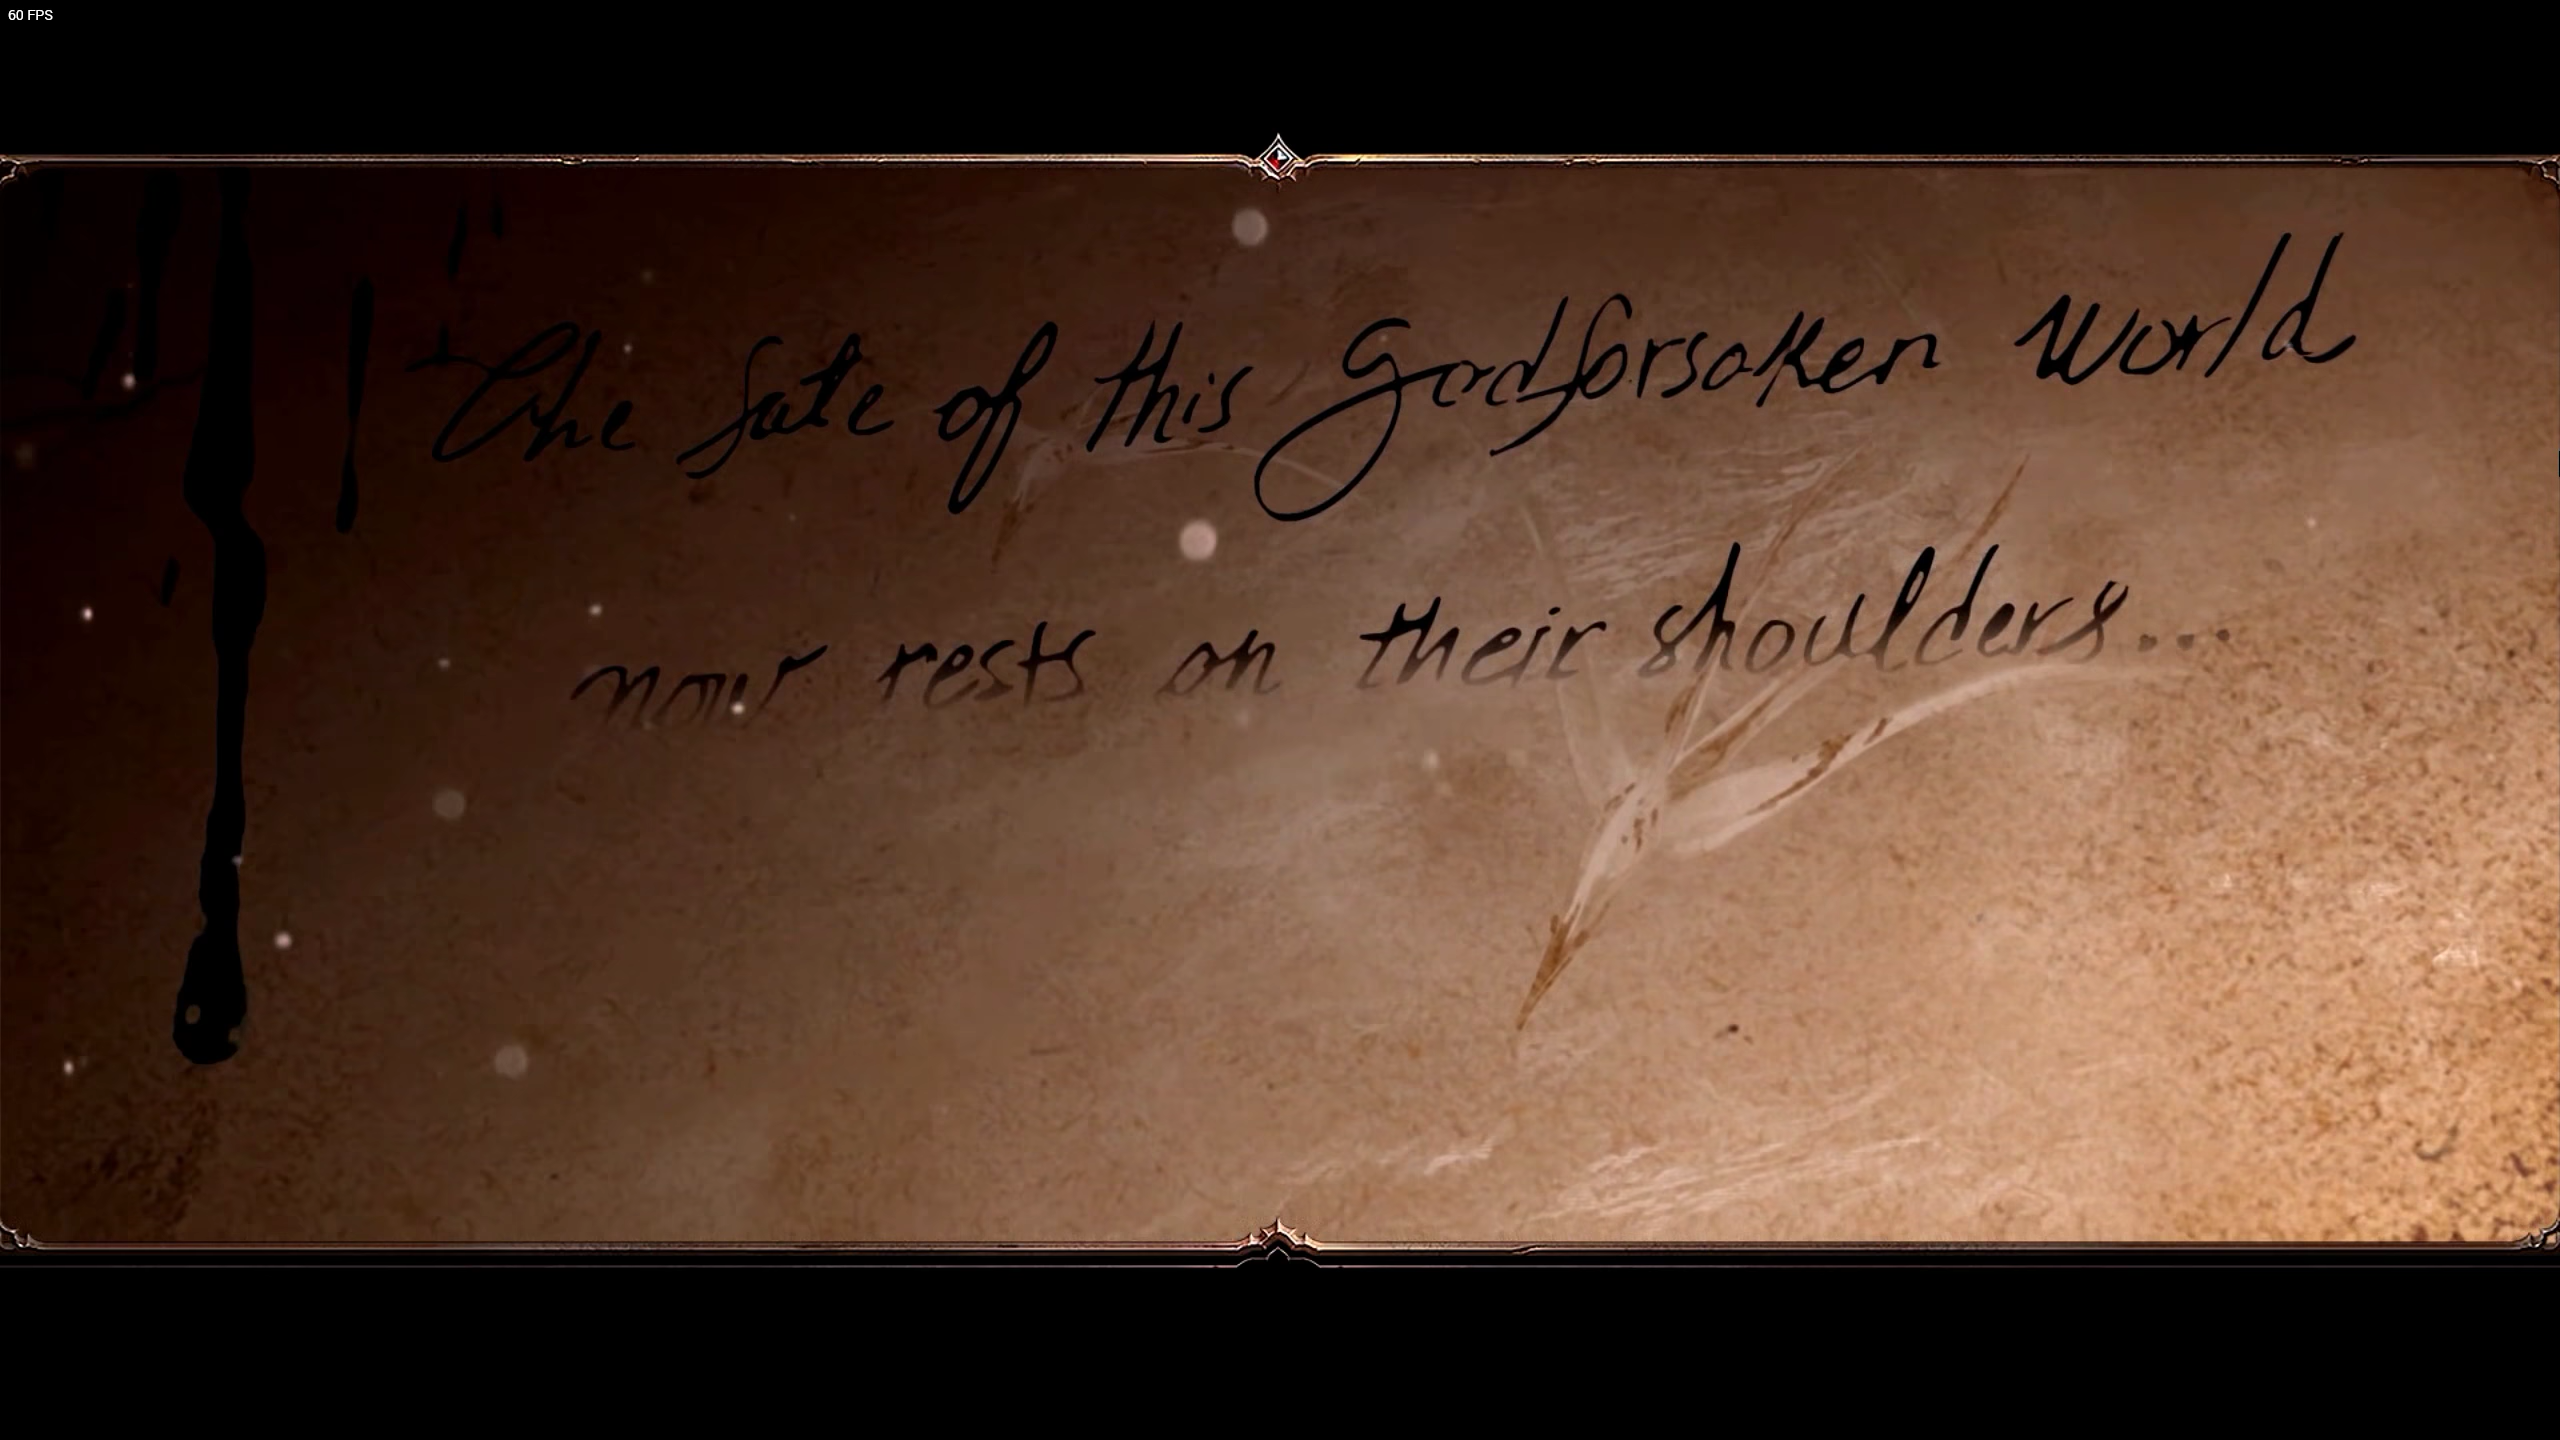 60 FPS
The fate of this Godforsaken World
now rests on their shoulders...